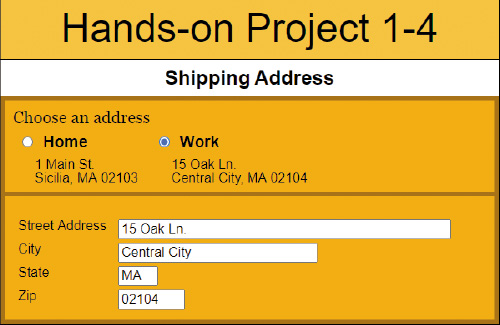 Hands-on Project 1-4
Shipping Address
Choose an address
Home Work
1 Main St. 15 Oak Ln.
Sicilia, MA 02103 Central City, MA 02104
Street Address 15 Oak Ln.
City Central City
State MA
Zip 02104